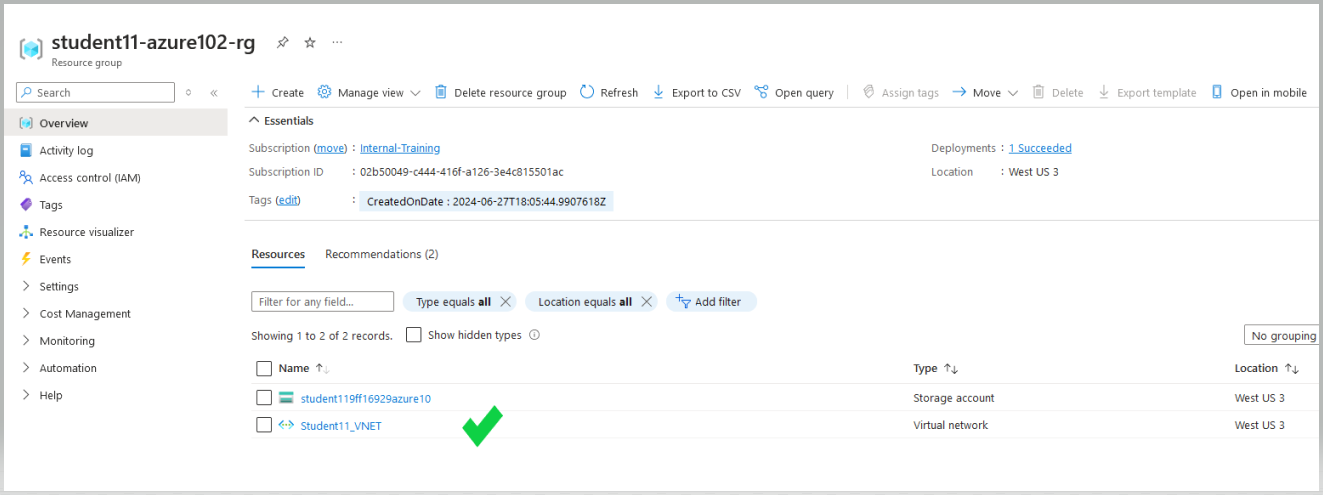 student11-azure102-rg
Resource group
Search
Create Manage view Delete resource group Refresh Export to CSV Open query Assign tags Move Delete Export template Open in mobile
Overview
Activity log
Access control (IAM)
Tags
Resource visualizer
Events
Settings
Cost Management
Monitoring
Automation
Help
Essentials
Subscription (move) : Internal-Training
Subscription ID : 02b50049-c444-416f-a126-3e4c815501ac
Tags (edit) : CreatedOnDate : 2024-06-27T18:05:44.9907618Z
Deployments : 1 Succeeded
Location : West US 3
Resources Recommendations (2)
Filter for any field... Type equals all Location equals all Add filter
Showing 1 to 2 of 2 records. Show hidden types No grouping
Name Type Location
student119ff16929azure10 Storage account West US 3
Student11_VNET Virtual network West US 3